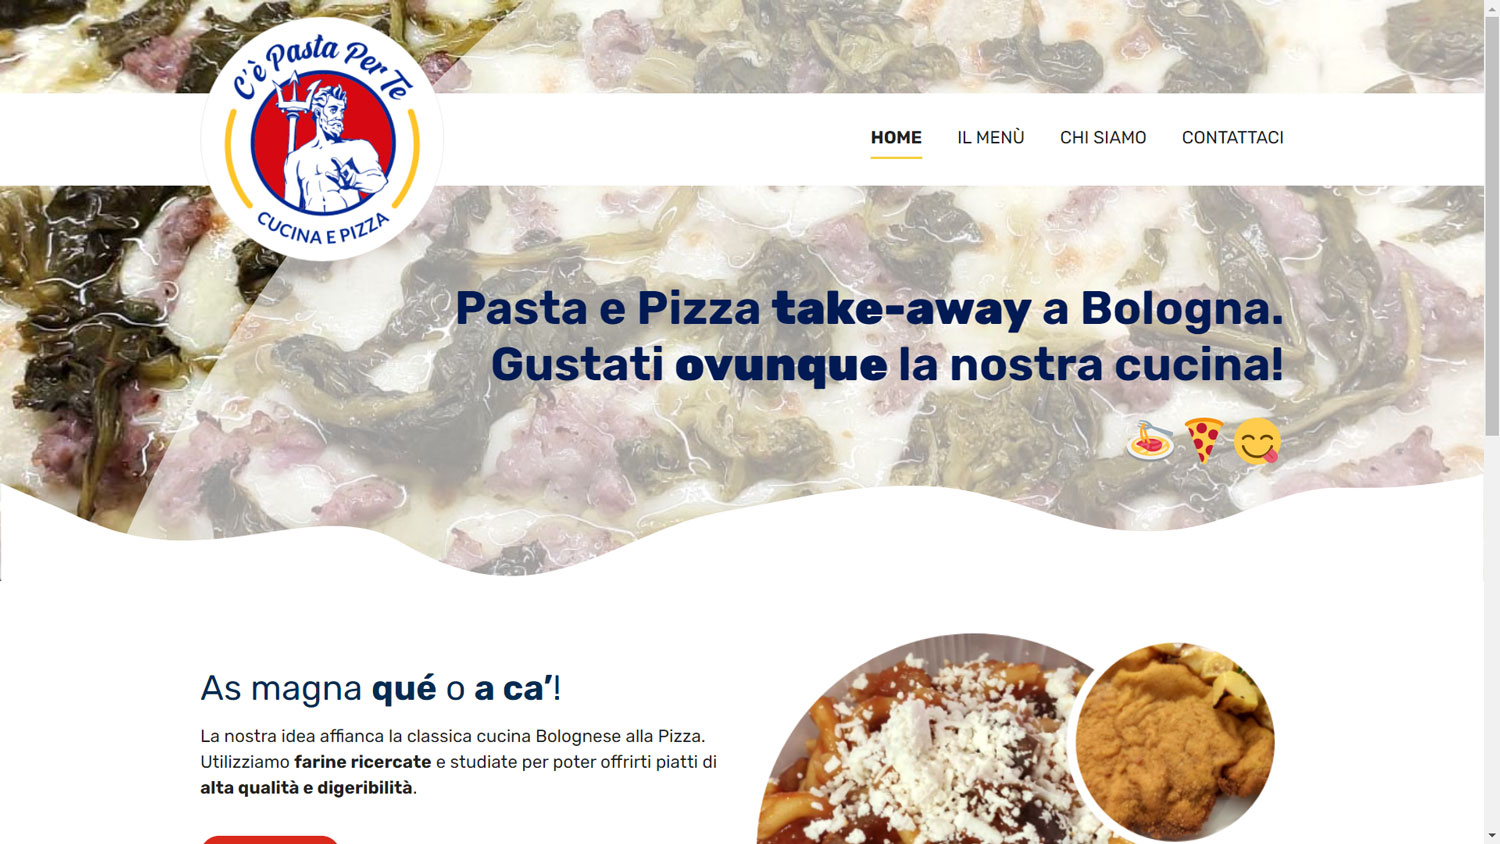 C'è Pasta Per Te
CUCINA E PIZZA
HOME
IL MENÙ
CHI SIAMO
CONTATTACI
Pasta e Pizza take-away a Bologna.
Gustati ovunque la nostra cucina!
As magna qué o a ca’!
La nostra idea affianca la classica cucina Bolognese alla Pizza.
Utilizziamo farine ricercate e studiate per poter offrirti piatti di
alta qualità e digeribilità.